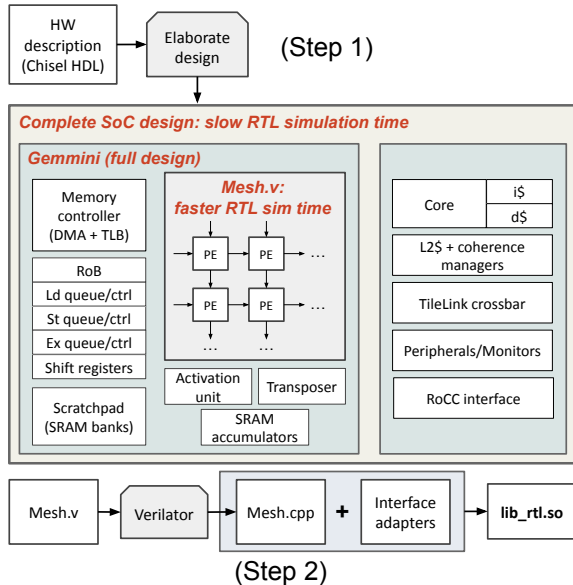 HW
description
(Chisel HDL)
Elaborate
design
(Step 1)
Complete SoC design: slow RTL simulation time
Gemmini (full design)
Memory
controller
(DMA + TLB)
RoB
Ld queue/ctrl
St queue/ctrl
Ex queue/ctrl
Shift registers
Scratchpad
(SRAM banks)
Mesh.v:
faster RTL sim time
PE
PE
...
PE
PE
...
...
...
Activation
unit
Transposer
SRAM
accumulators
Core
i$
d$
L2$ + coherence
managers
TileLink crossbar
Peripherals/Monitors
RoCC interface
Mesh.v
Verilator
Mesh.cpp
+
Interface
adapters
lib_rtl.so
(Step 2)